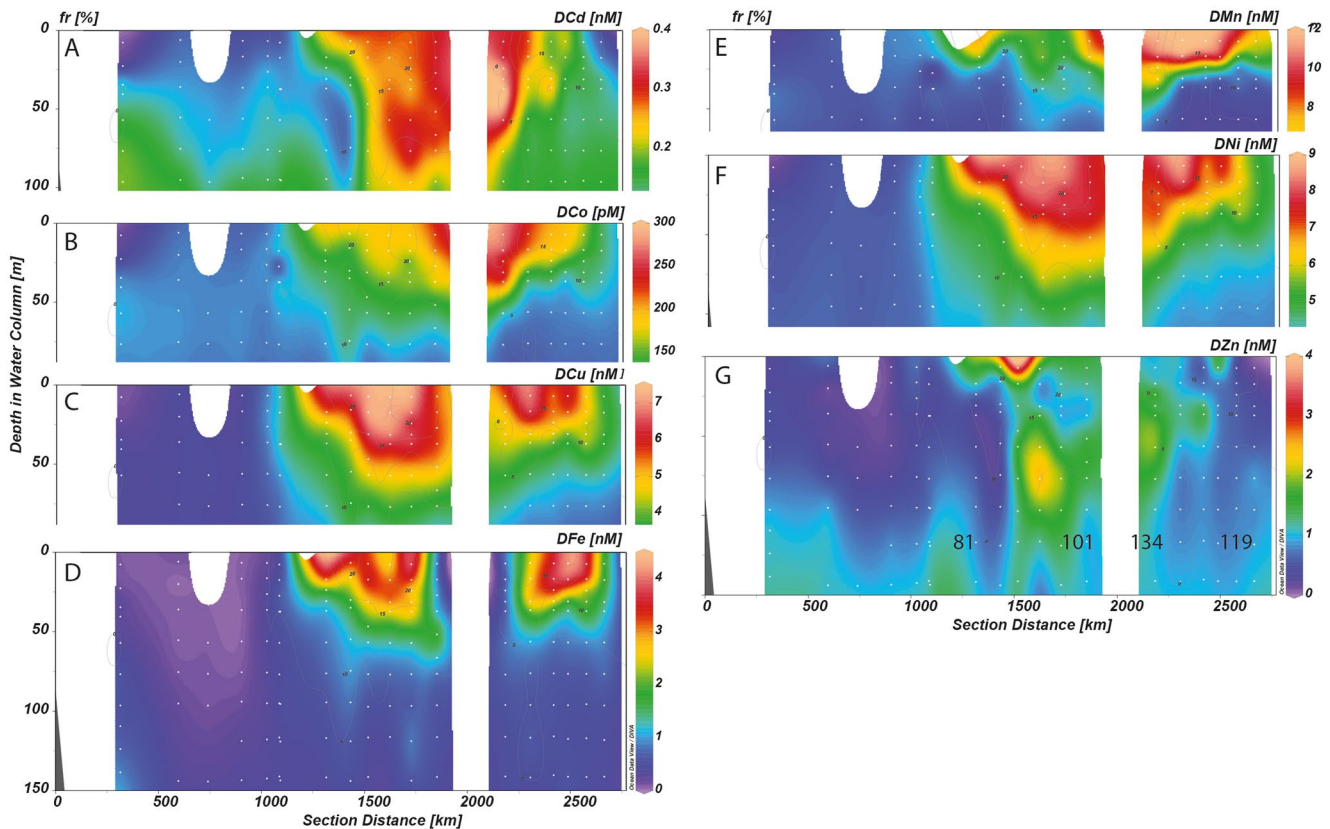 fr [%] DCd [nM]
A
0
50
100
0.4
0.3
0.2
DCo [pM]
B
0
50
300
250
200
150
DCu [nM]
C
0
50
7
6
5
4
DFe [nM]
D
0
50
100
150
4
3
2
1
0
Depth in Water Column [m]
Ocean Data View / DIVA
0 500 1000 1500 2000 2500
Section Distance [km]
fr [%] DMn [nM]
E
12
10
8
DNi [nM]
F
9
8
7
6
5
DZn [nM]
G
4
3
2
1
0
81 101 134 119
Ocean Data View / DIVA
0 500 1000 1500 2000 2500
Section Distance [km]